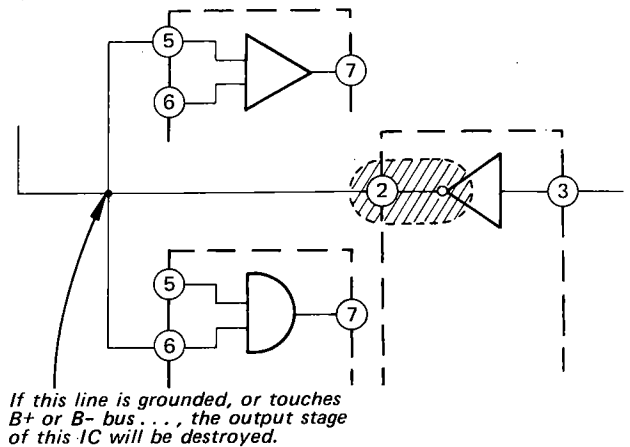 5
7
6
2
3
5
7
6
If this line is grounded, or touches
B+ or B- bus..., the output stage
of this IC will be destroyed.